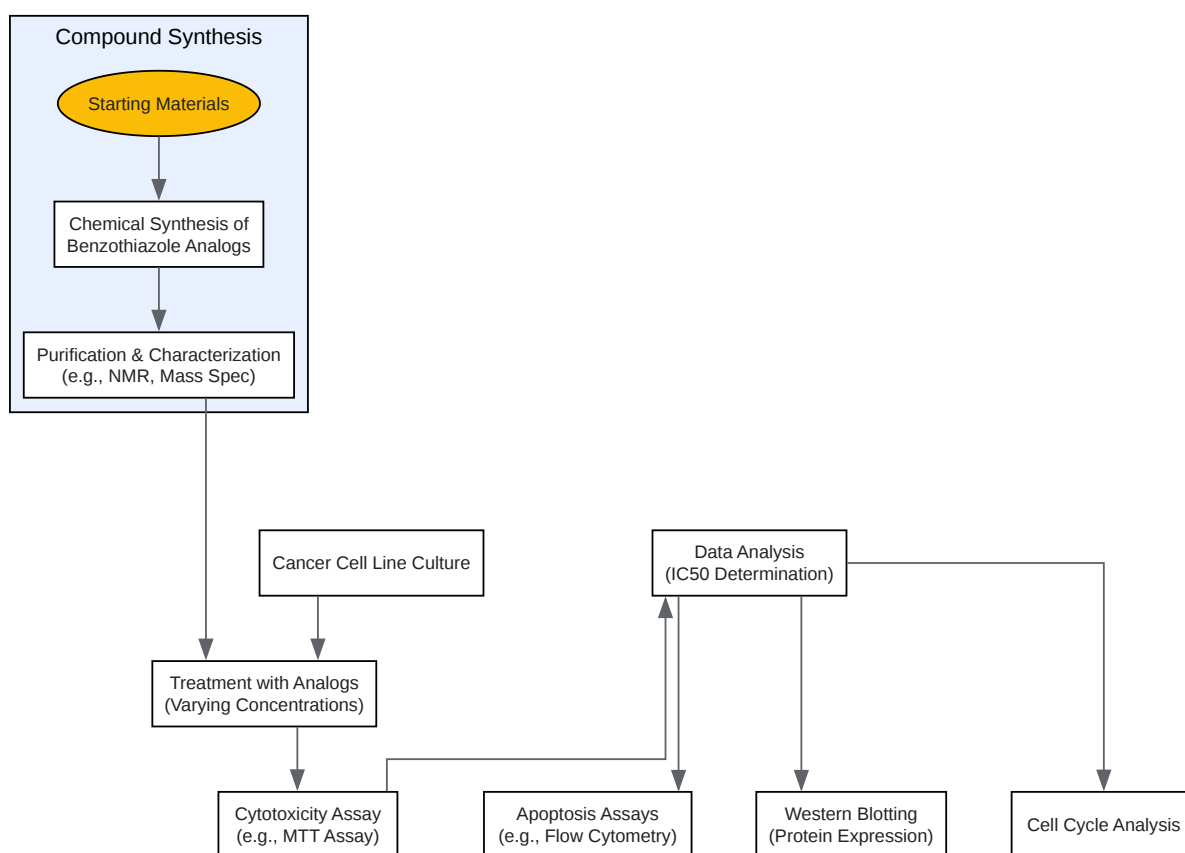 Compound Synthesis
Starting Materials
Chemical Synthesis of
Benzothiazole Analogs
Purification & Characterization
(e.g., NMR, Mass Spec)
Cancer Cell Line Culture
Data Analysis
(IC50 Determination)
Treatment with Analogs
(Varying Concentrations)
Cytotoxicity Assay
(e.g., MTT Assay)
Apoptosis Assays
(e.g., Flow Cytometry)
Western Blotting
(Protein Expression)
Cell Cycle Analysis